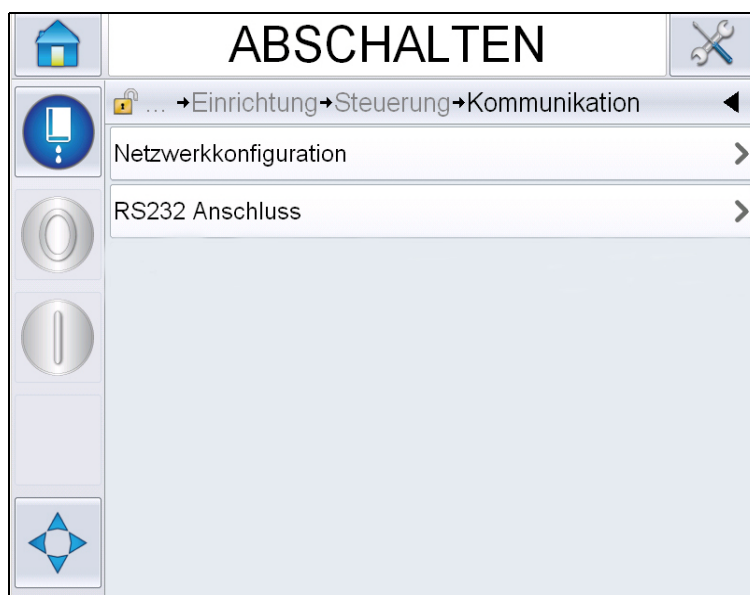 ABSCHALTEN
... →Einrichtung→Steuerung→Kommunikation
Netzwerkkonfiguration
RS232 Anschluss